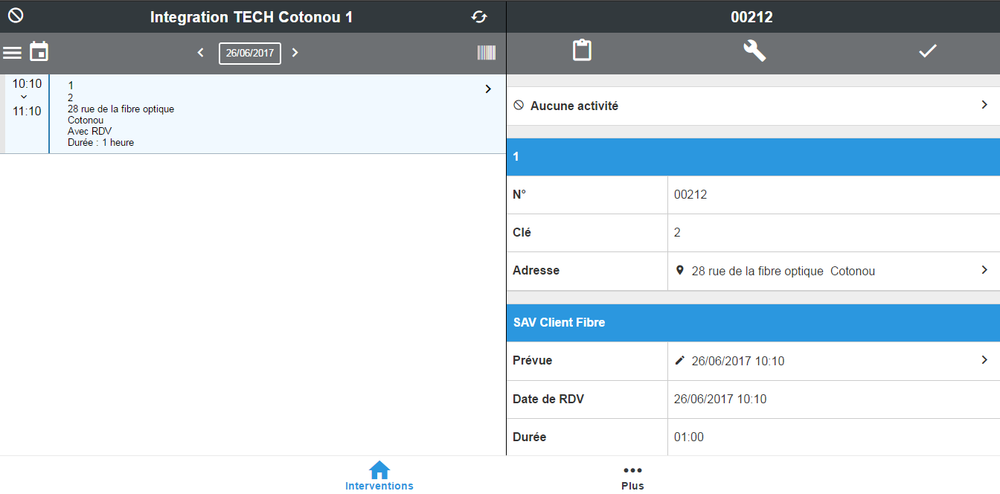 Integration TECH Cotonou 1
26/06/2017
10:10
11:10
1
2
28 rue de la fibre optique
Cotonou
Avec RDV
Durée : 1 heure
00212
Aucune activité
1
N° 00212
Clé 2
Adresse 28 rue de la fibre optique Cotonou
SAV Client Fibre
Prévue 26/06/2017 10:10
Date de RDV 26/06/2017 10:10
Durée 01:00
Interventions
Plus